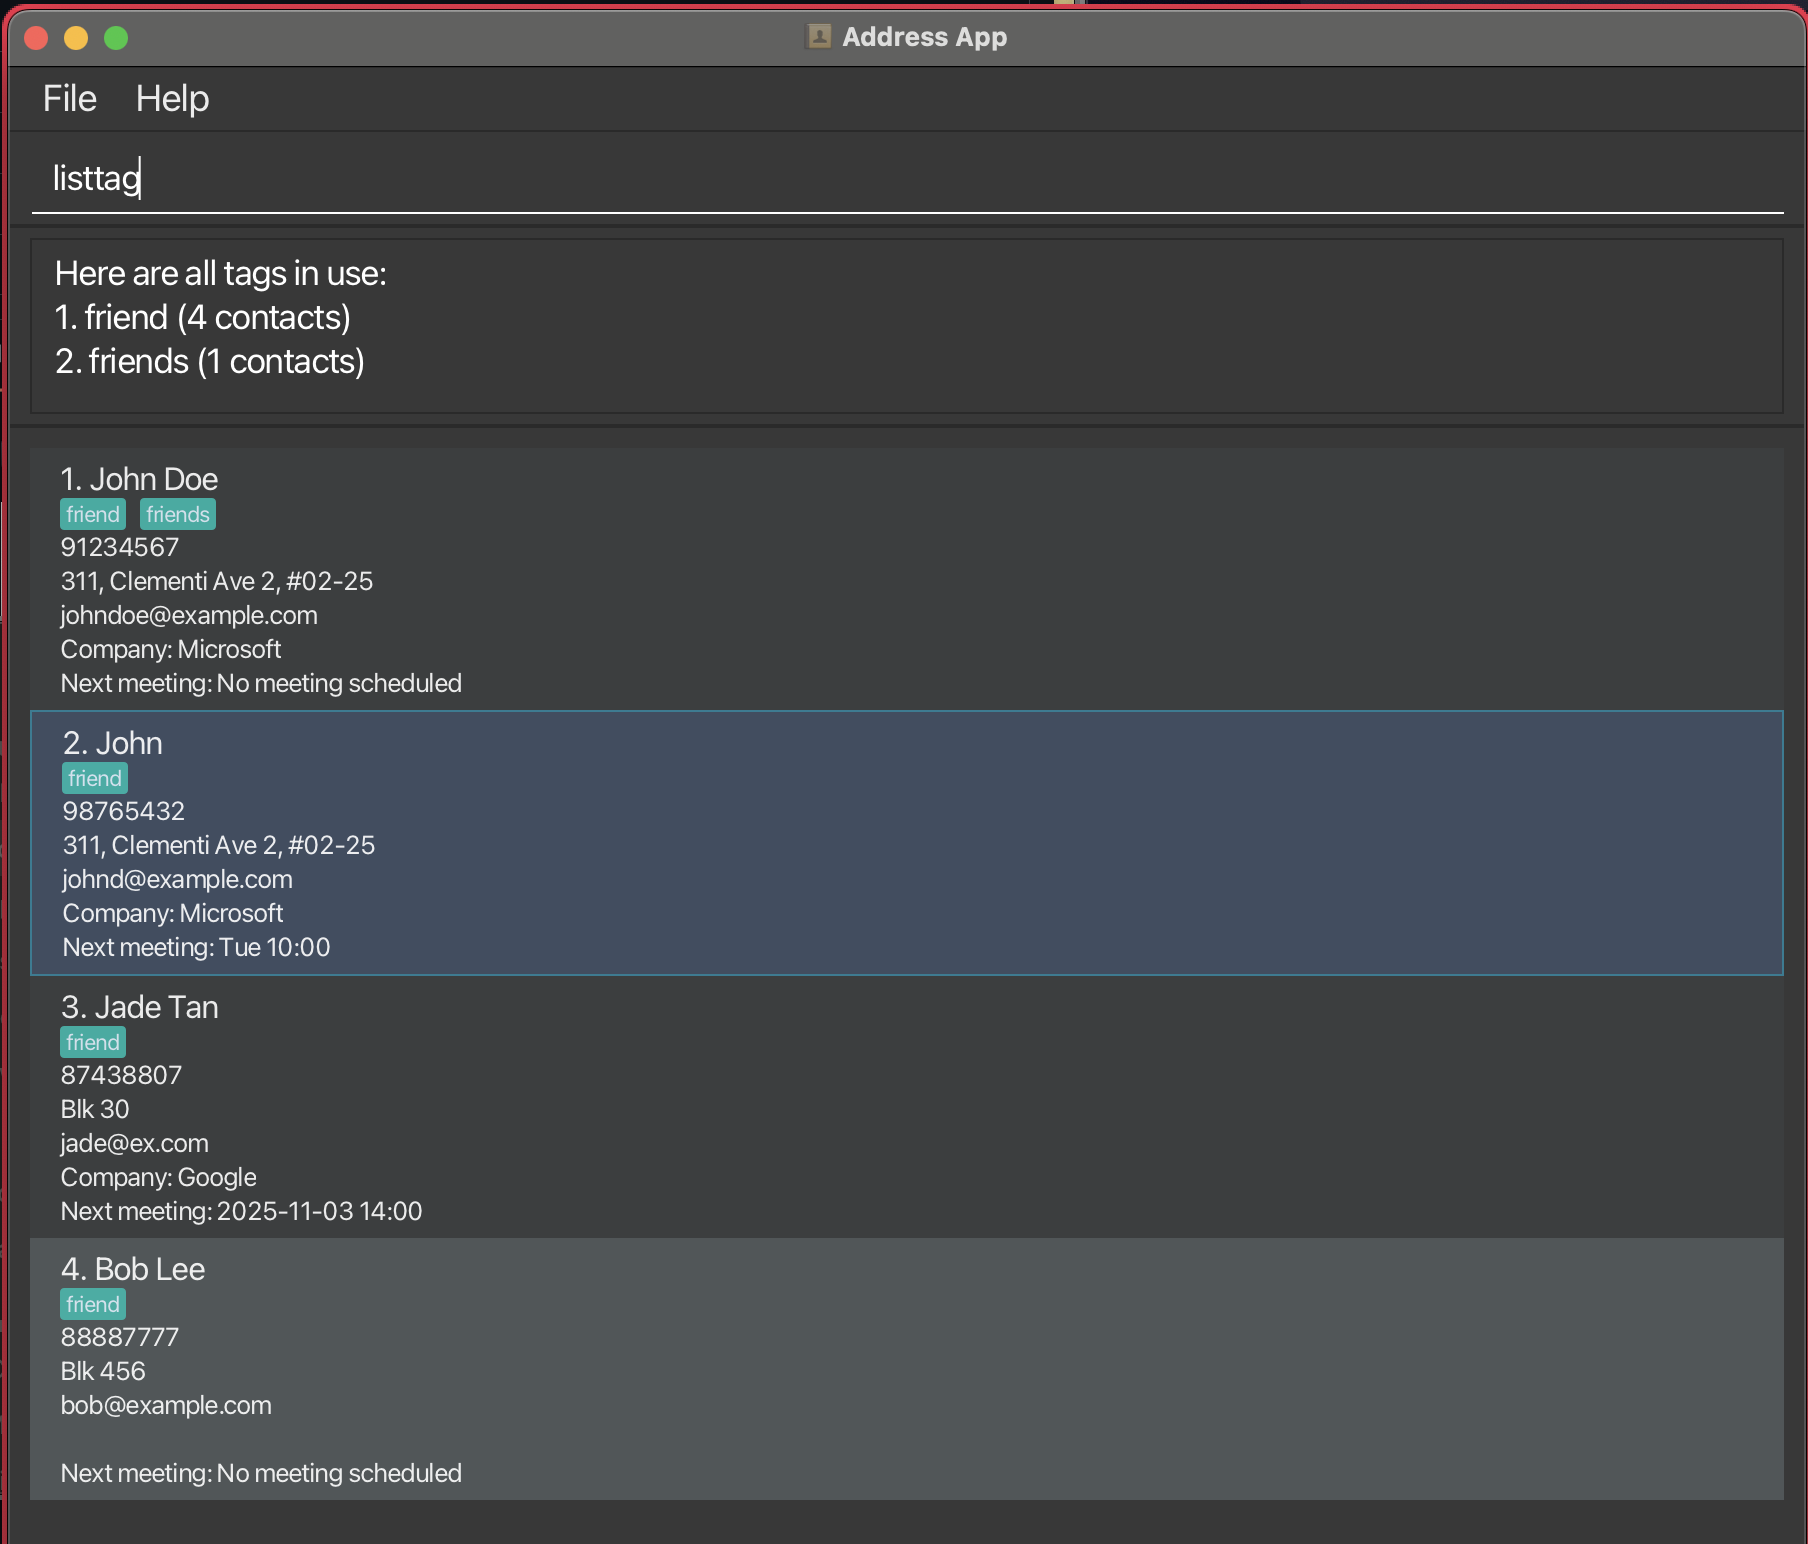 Address App
File Help
listtag
Here are all tags in use:
1. friend (4 contacts)
2. friends (1 contacts)
1. John Doe
friend friends
91234567
311, Clementi Ave 2, #02-25
johndoe@example.com
Company: Microsoft
Next meeting: No meeting scheduled
2. John
friend
98765432
311, Clementi Ave 2, #02-25
johnd@example.com
Company: Microsoft
Next meeting: Tue 10:00
3. Jade Tan
friend
87438807
Blk 30
jade@ex.com
Company: Google
Next meeting: 2025-11-03 14:00
4. Bob Lee
friend
88887777
Blk 456
bob@example.com
Next meeting: No meeting scheduled